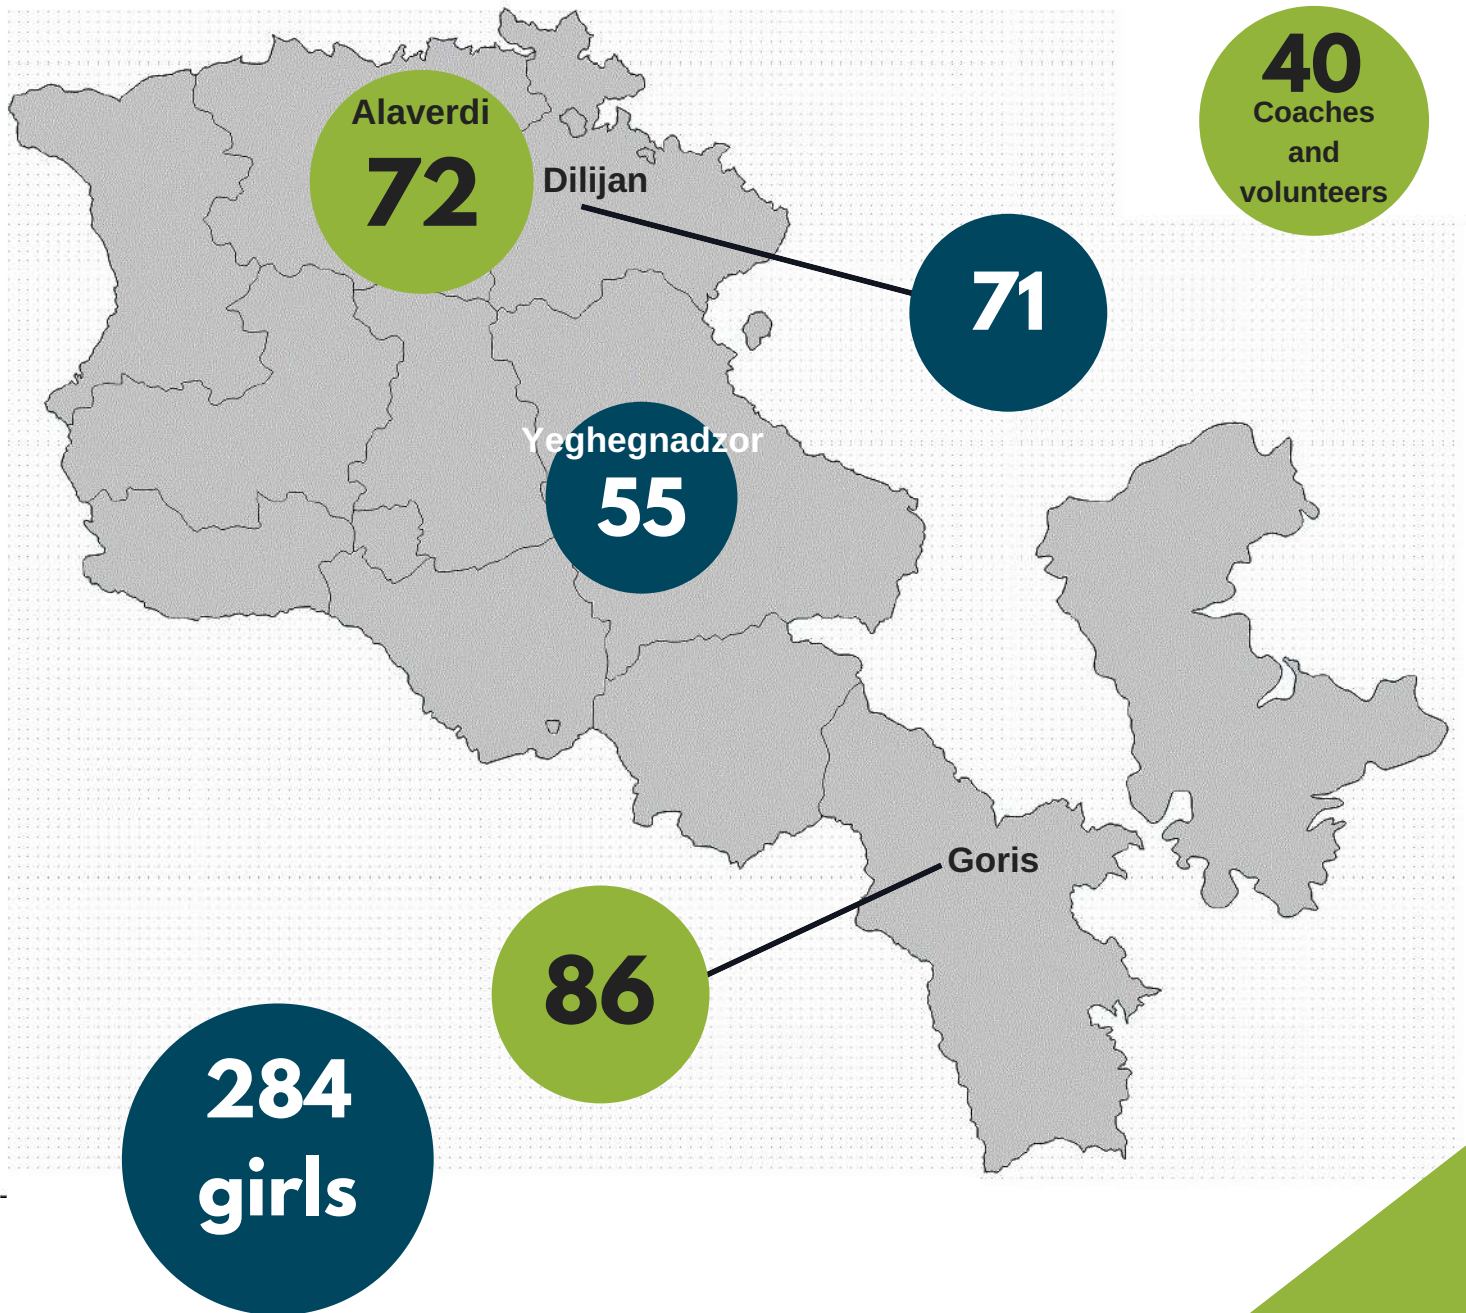 40
Coaches
and
volunteers
Alaverdi
72
Dilijan
71
Yeghegnadzor
55
Goris
86
284
girls
-